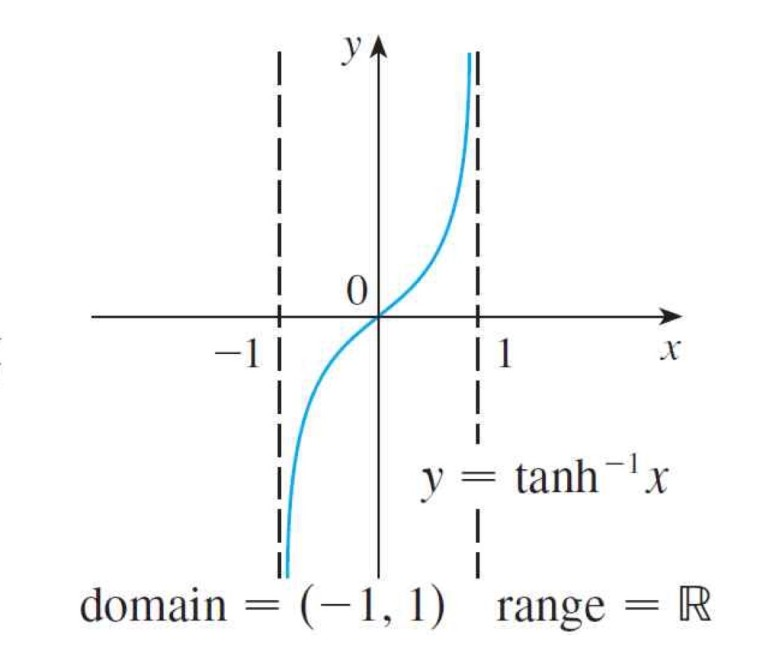 y
0
−1 1 x
y = tanh⁻¹x
domain = (−1, 1) range = ℝ